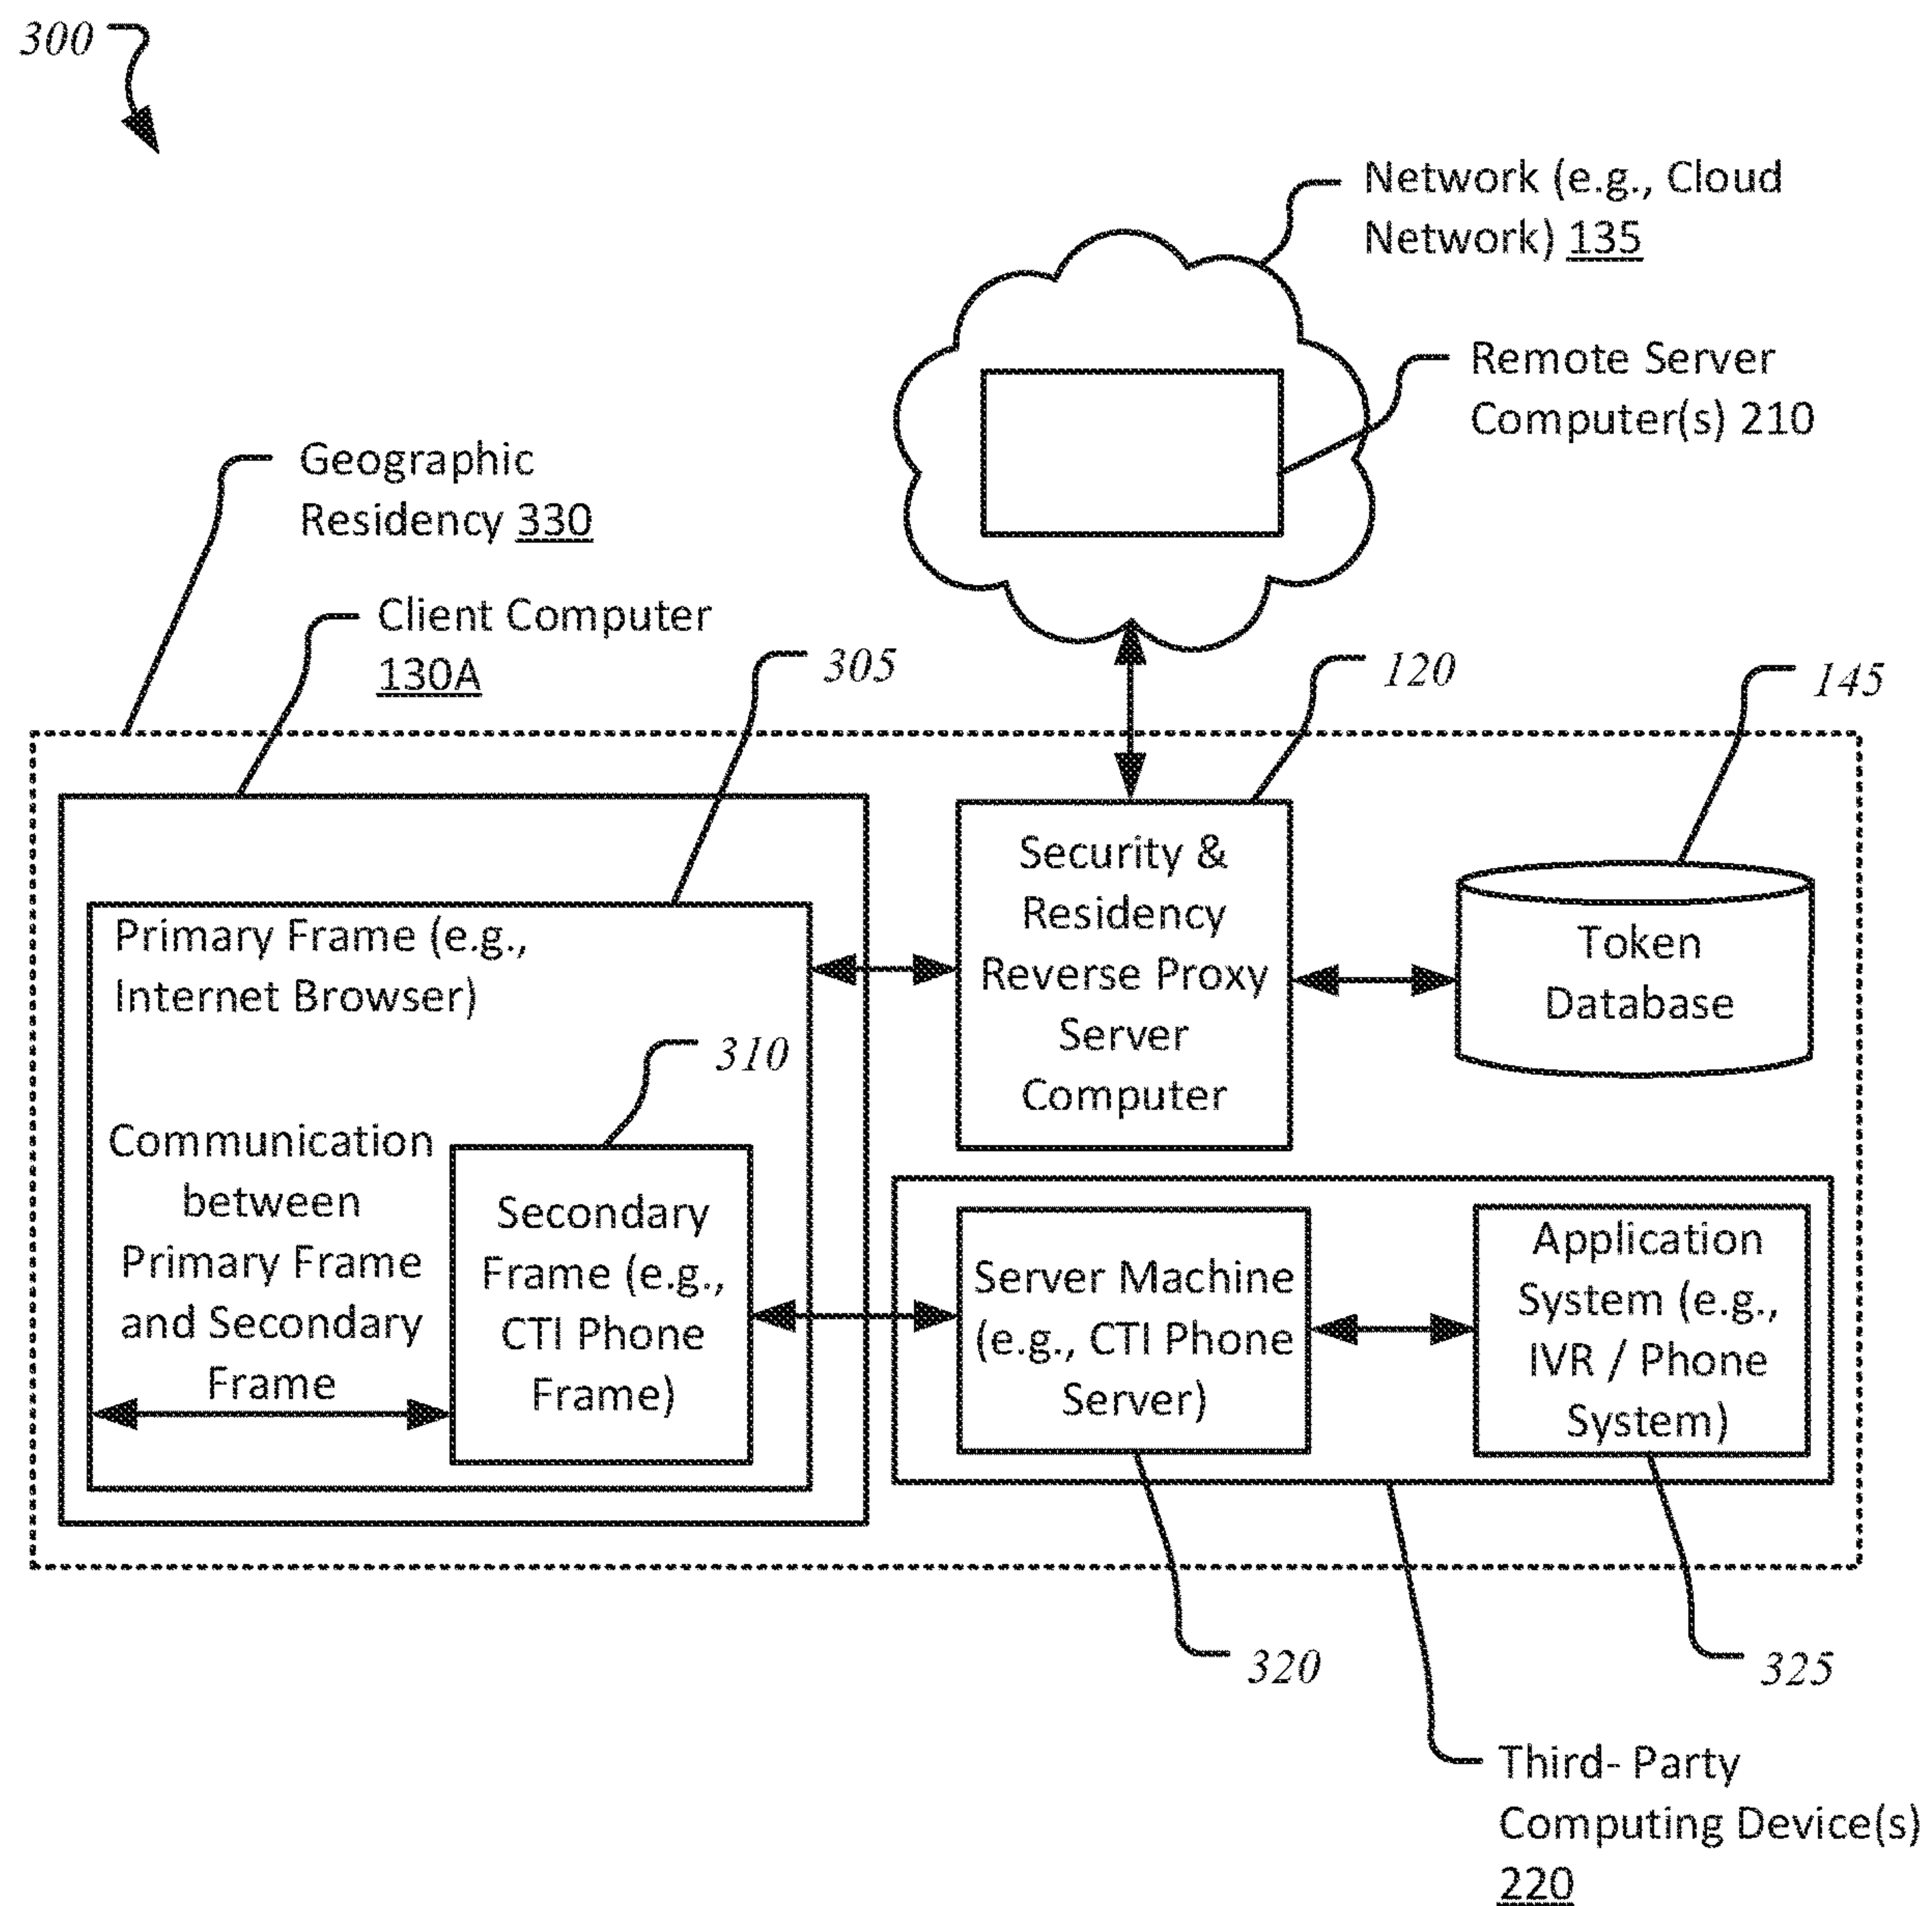 300
Network (e.g., Cloud
Network) 135
Remote Server
Computer(s) 210
Geographic
Residency 330
Client Computer
130A
305
120
145
Primary Frame (e.g.,
Internet Browser)
Security &
Residency
Reverse Proxy
Server
Computer
Token
Database
310
Communication
between
Primary Frame
and Secondary
Frame
Secondary
Frame (e.g.,
CTI Phone
Frame)
Server Machine
(e.g., CTI Phone
Server)
Application
System (e.g.,
IVR / Phone
System)
320
325
Third- Party
Computing Device(s)
220